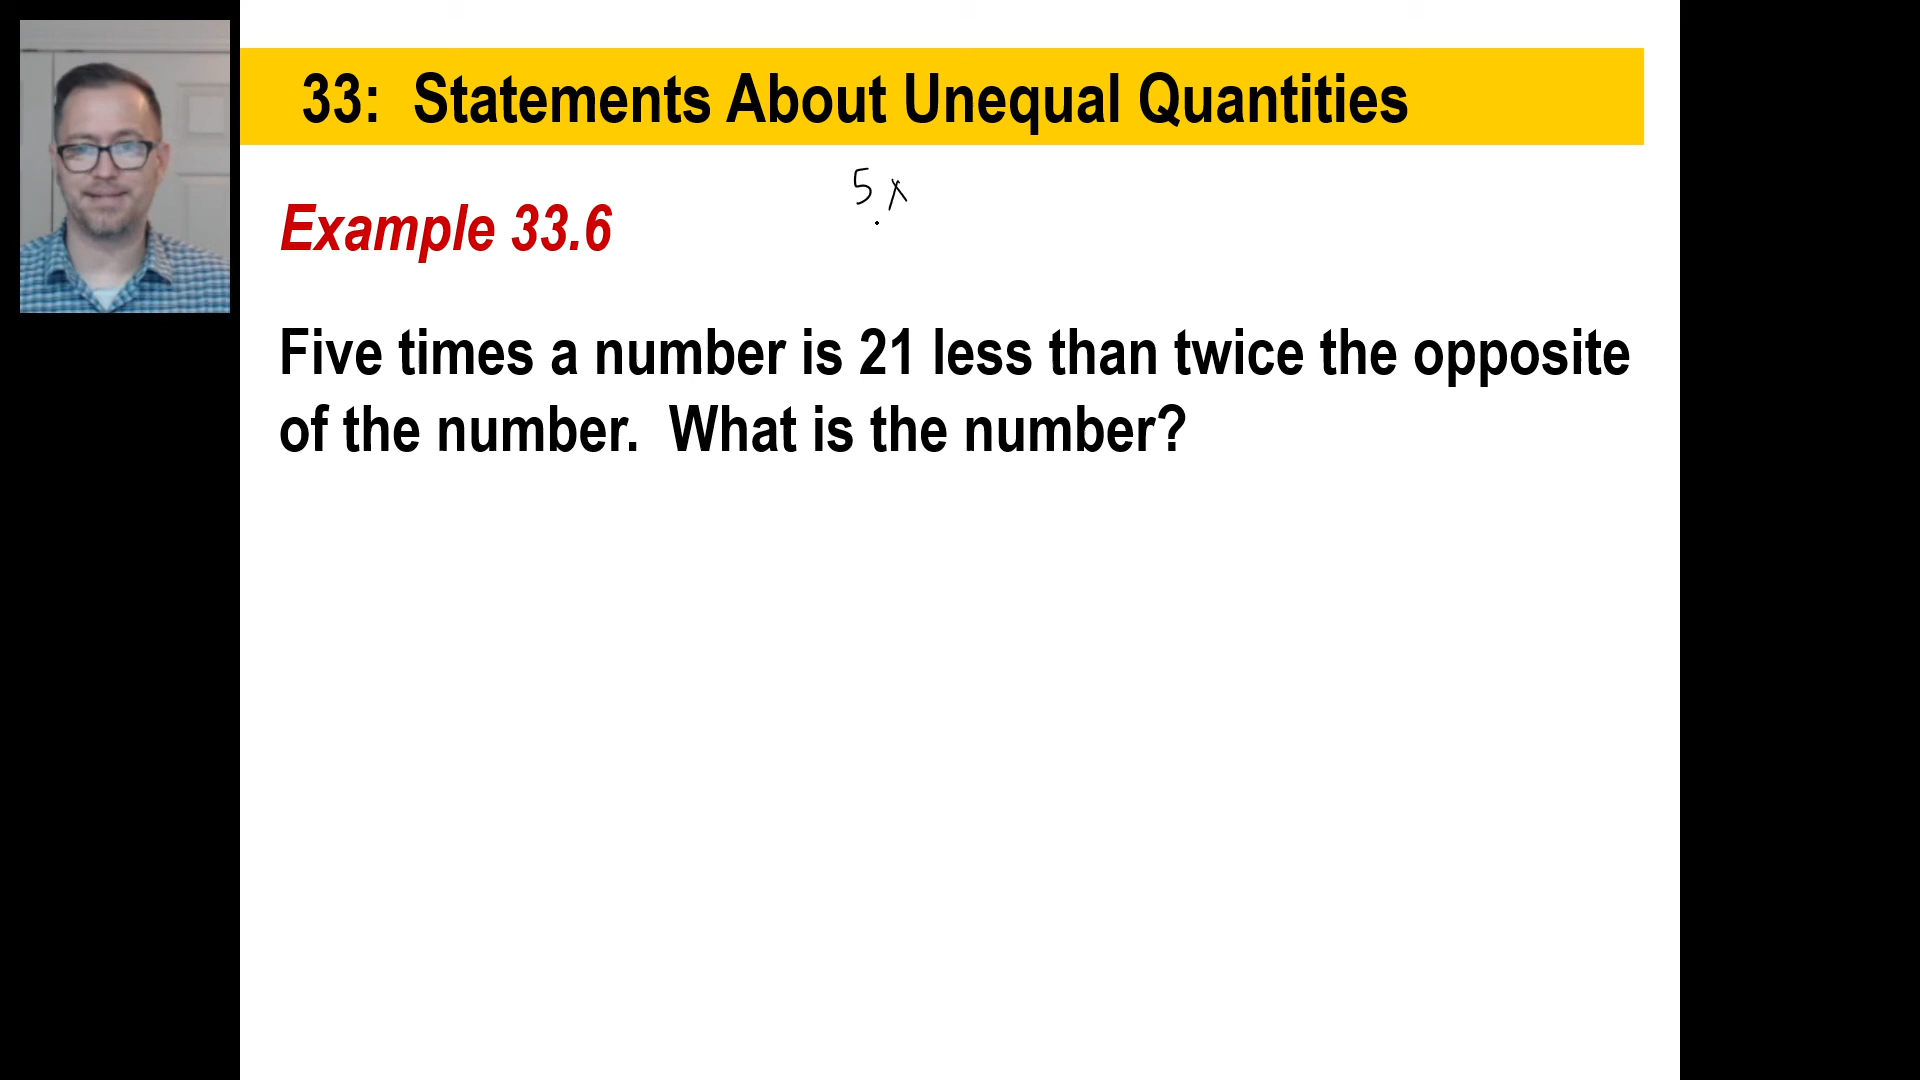 33: Statements About Unequal Quantities
5x
Example 33.6
Five times a number is 21 less than twice the opposite
of the number. What is the number?